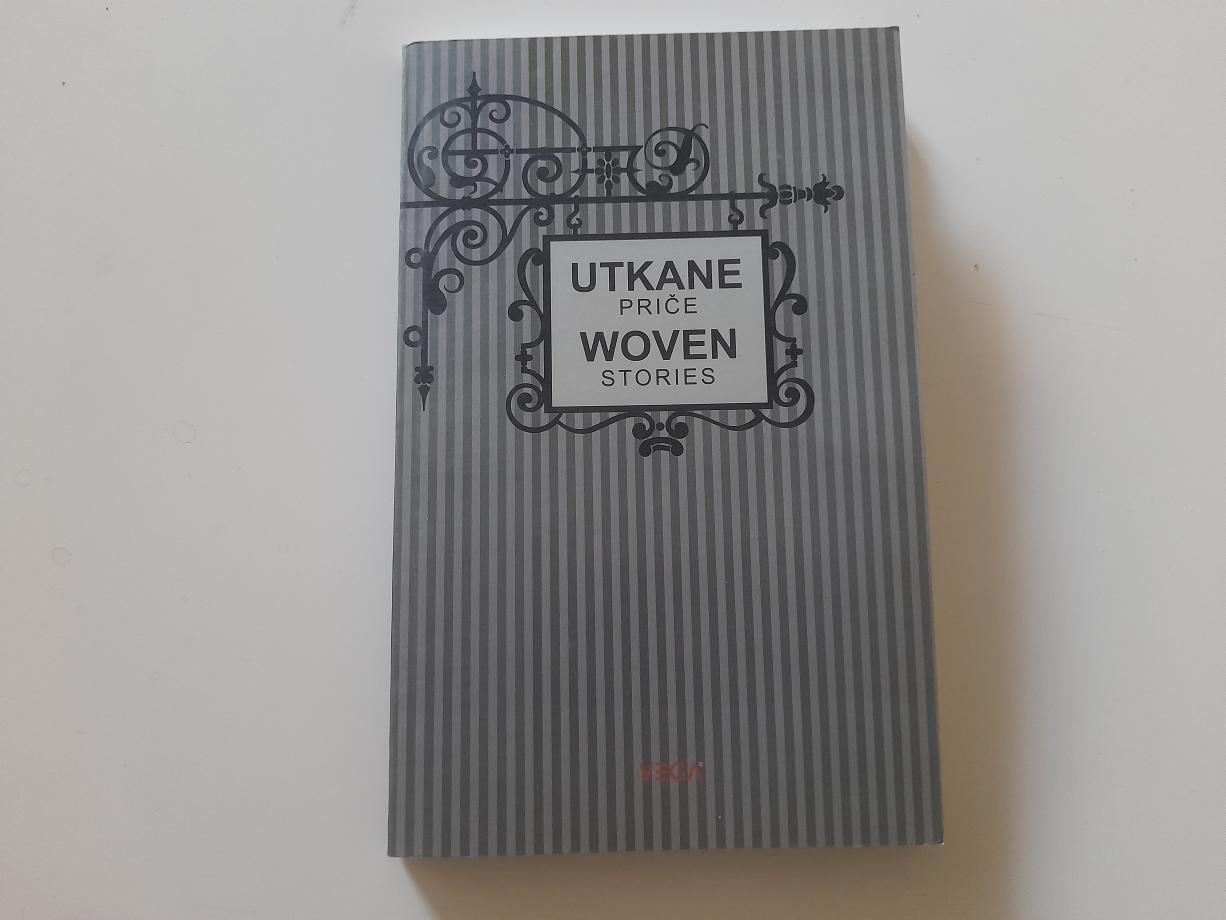 UTKANE
PRIČE
WOVEN
STORIES
VEGA